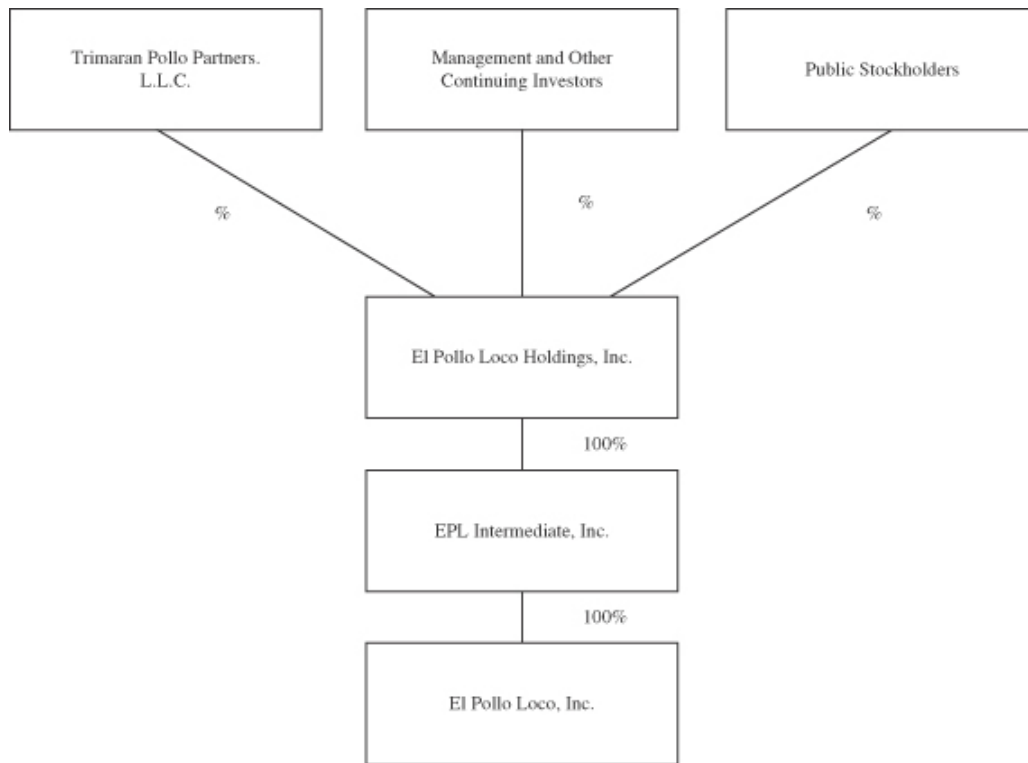 Trimaran Pollo Partners.
L.L.C.
Management and Other
Continuing Investors
Public Stockholders
%
%
%
El Pollo Loco Holdings, Inc.
100%
EPL Intermediate, Inc.
100%
El Pollo Loco, Inc.